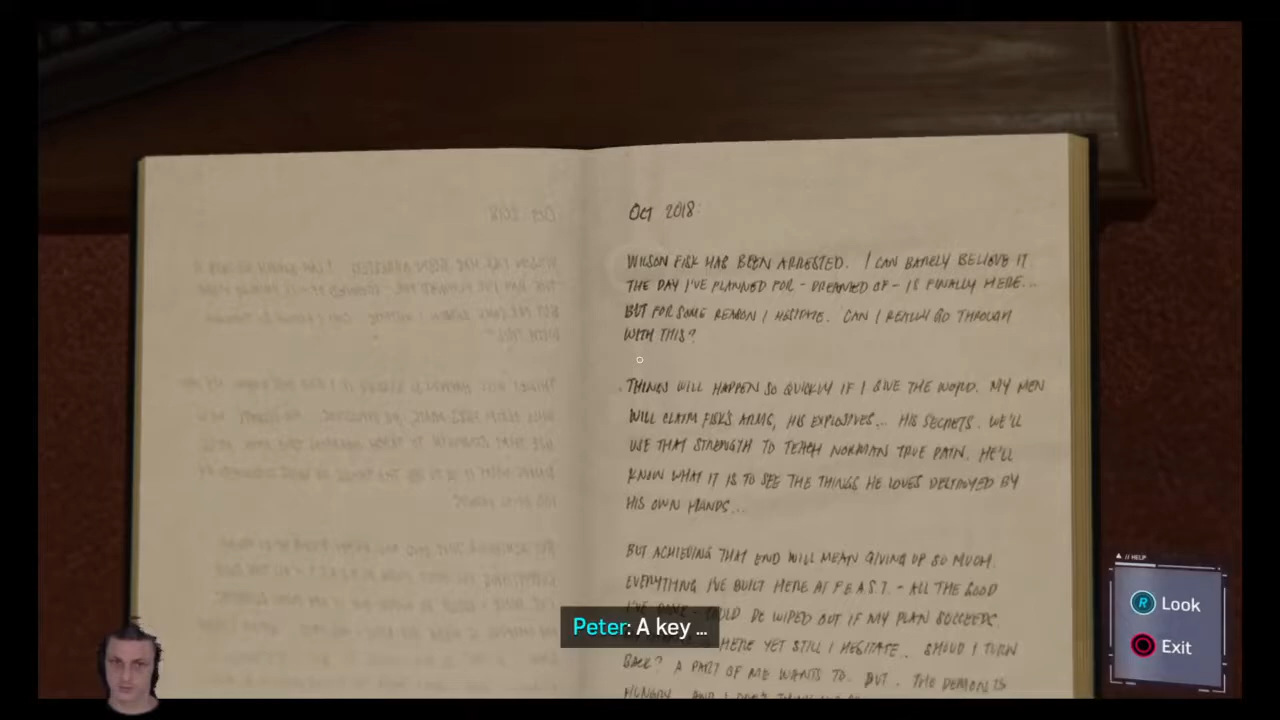 Oct 2018:
WILSON FISK HAS BEEN ARRESTED. I CAN BARELY BELIEVE IT
THE DAY I'VE PLANNED FOR - DREAMED OF - IS FINALLY HERE...
BUT FOR SOME REASON I HESITATE. CAN I REALLY GO THROUGH
WITH THIS?
THINGS WILL HAPPEN SO QUICKLY IF I GIVE THE WORD. MY MEN
WILL CLAIM FISK'S ARMS, HIS EXPLOSIVES... HIS SECRETS. WE'LL
USE THAT STRENGTH TO TEACH NORMAN TRUE PAIN. HE'LL
KNOW WHAT IT IS TO SEE THE THINGS HE LOVES DESTROYED BY
HIS OWN HANDS...
BUT ACHIEVING THAT END WILL MEAN GIVING UP SO MUCH.
EVERYTHING I'VE BUILT HERE AT F.E.A.S.T. - ALL THE GOOD
BE WIPED OUT IF MY PLAN SUCCEEDS.
HERE YET STILL I HESITATE. SHOULD I TURN
BACK? A PART OF ME WANTS TO. BUT. THE DEMON IS
HUNGRY
Peter: A key ...
// HELP
R Look
Exit